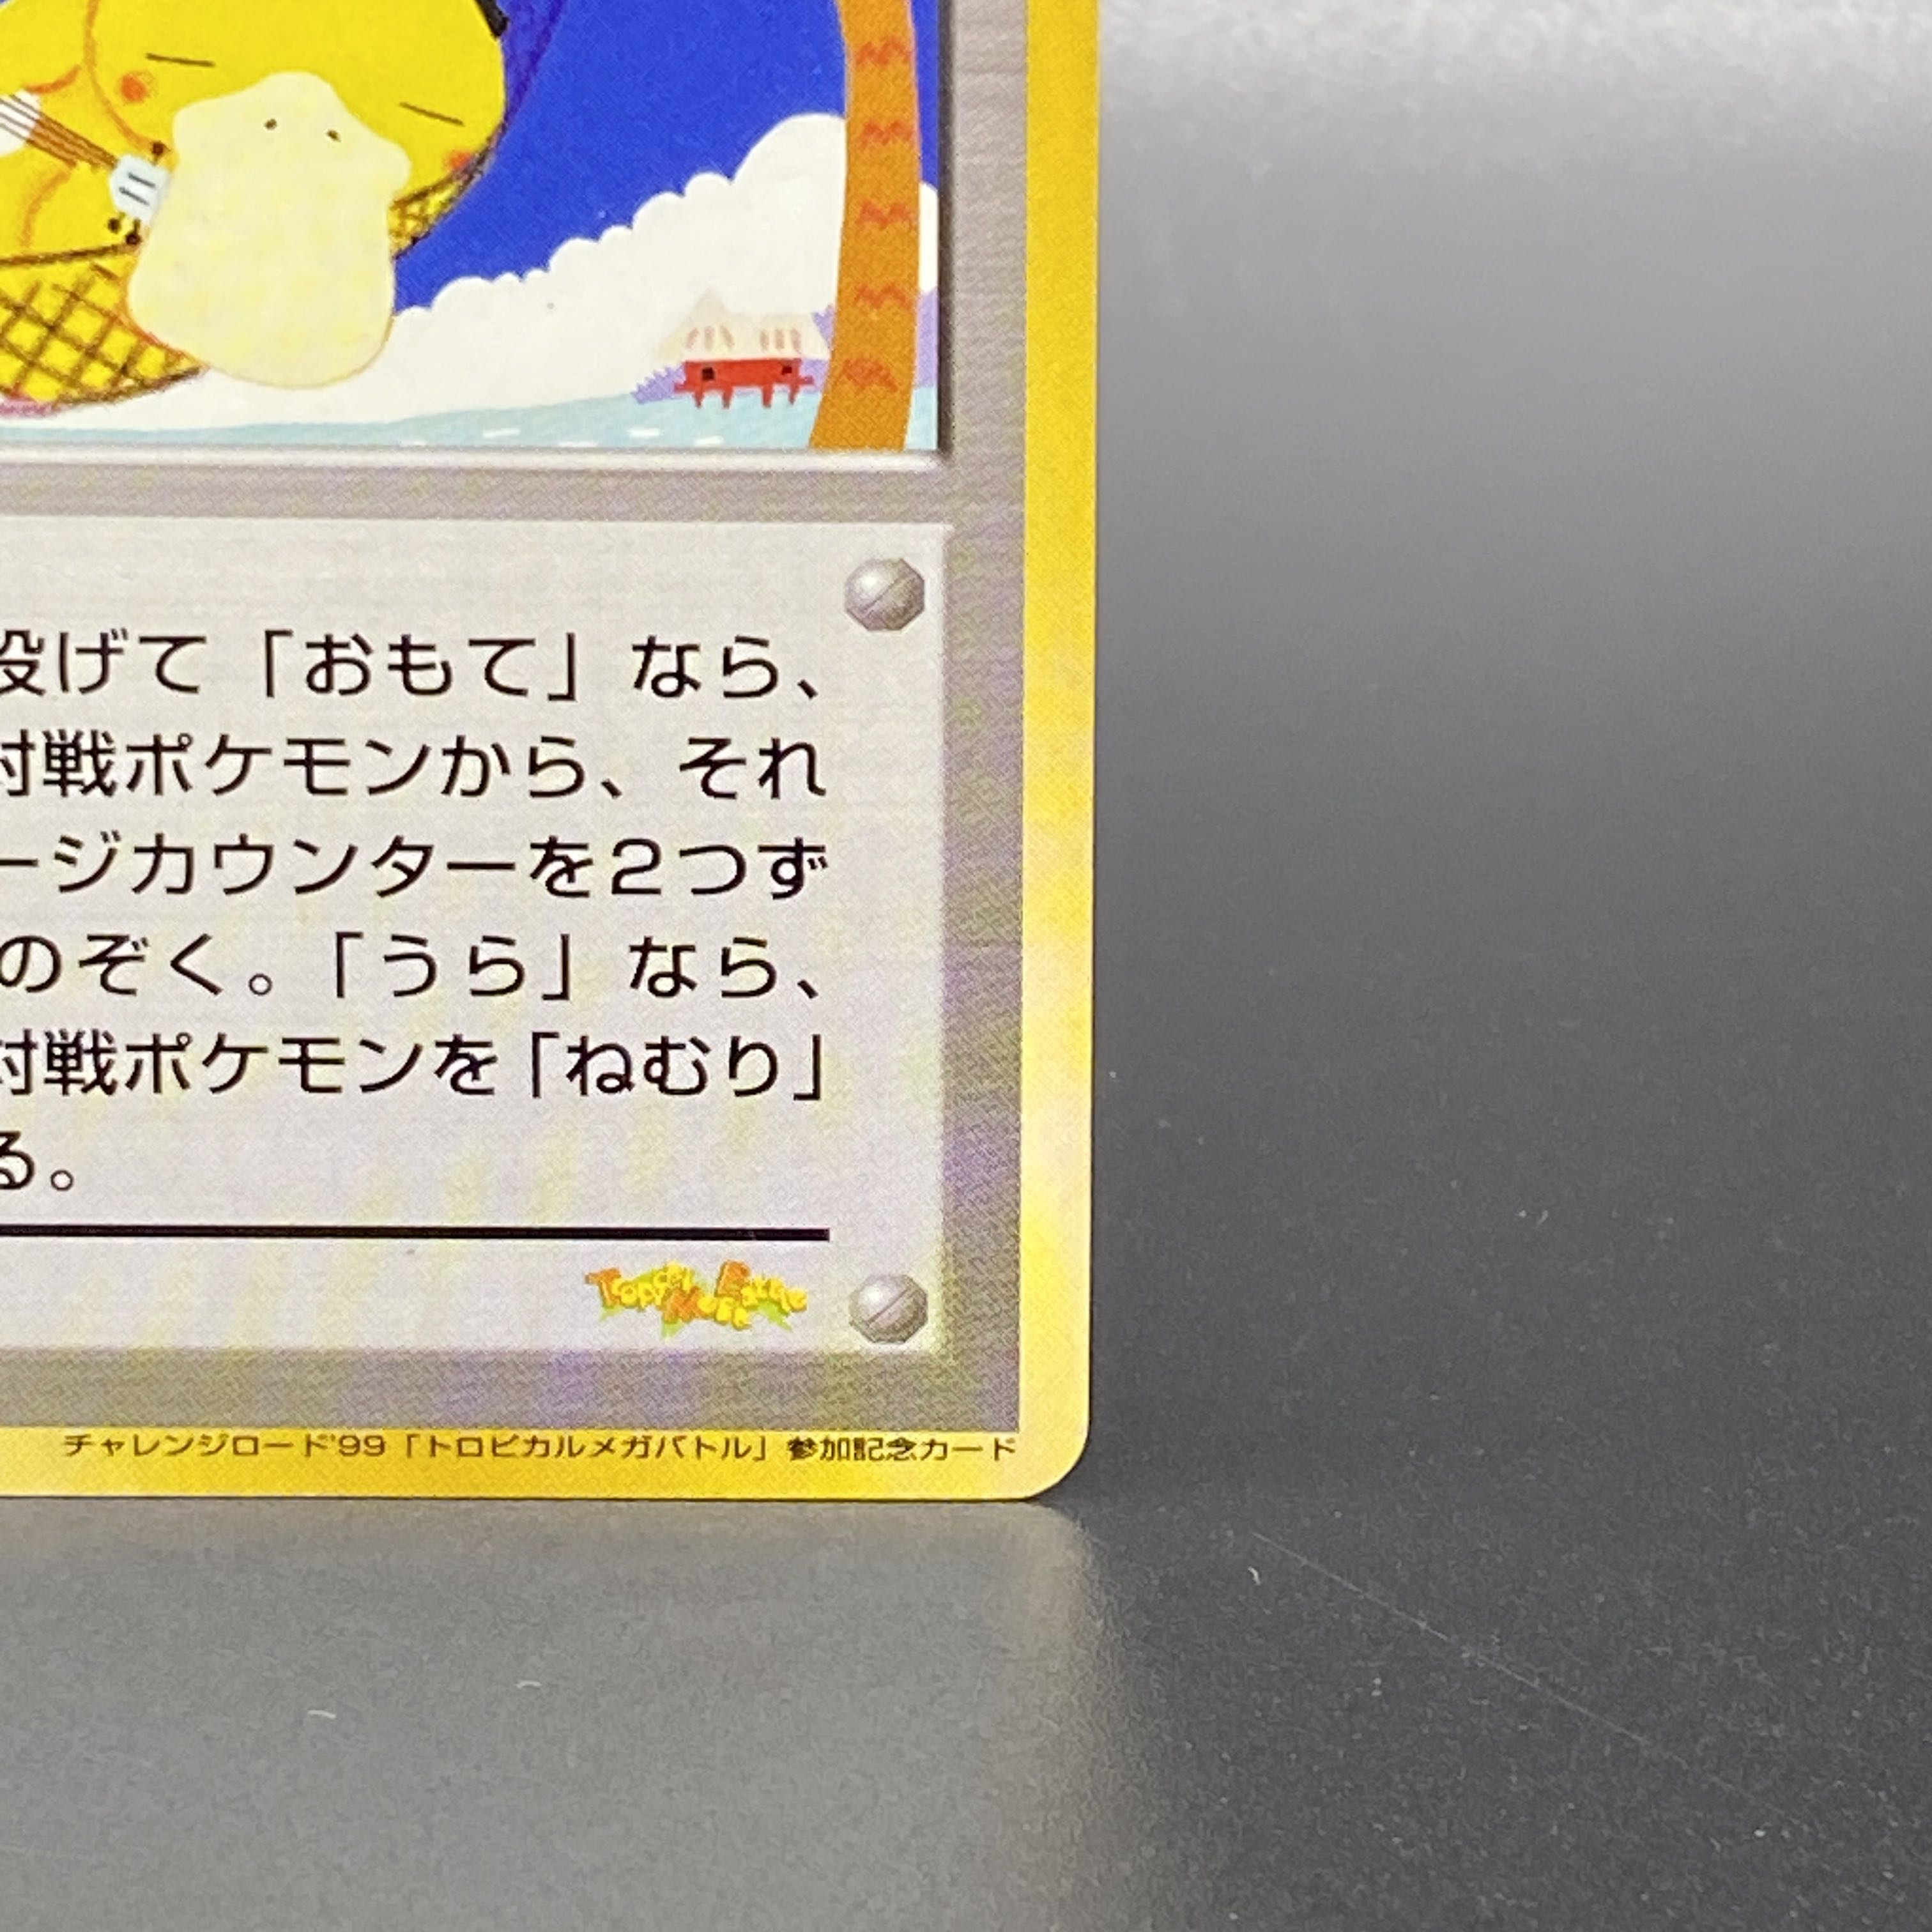 投げて「おもて」なら、
対戦ポケモンから、それ
ージカウンターを2つず
のぞく。「うら」なら、
対戦ポケモンを「ねむり」
る。
Tropical Mega Battle
チャレンジロード'99「トロピカルメガバトル」参加記念カード